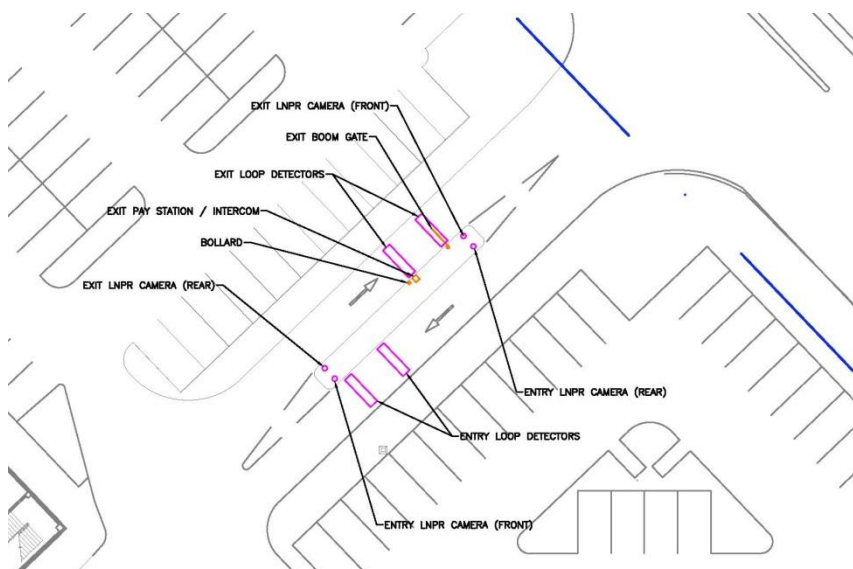 EXIT LNPR CAMERA (FRONT)
EXIT BOOM GATE
EXIT LOOP DETECTORS
EXIT PAY STATION / INTERCOM
BOLLARD
EXIT LNPR CAMERA (REAR)
ENTRY LNPR CAMERA (REAR)
ENTRY LOOP DETECTORS
ENTRY LNPR CAMERA (FRONT)